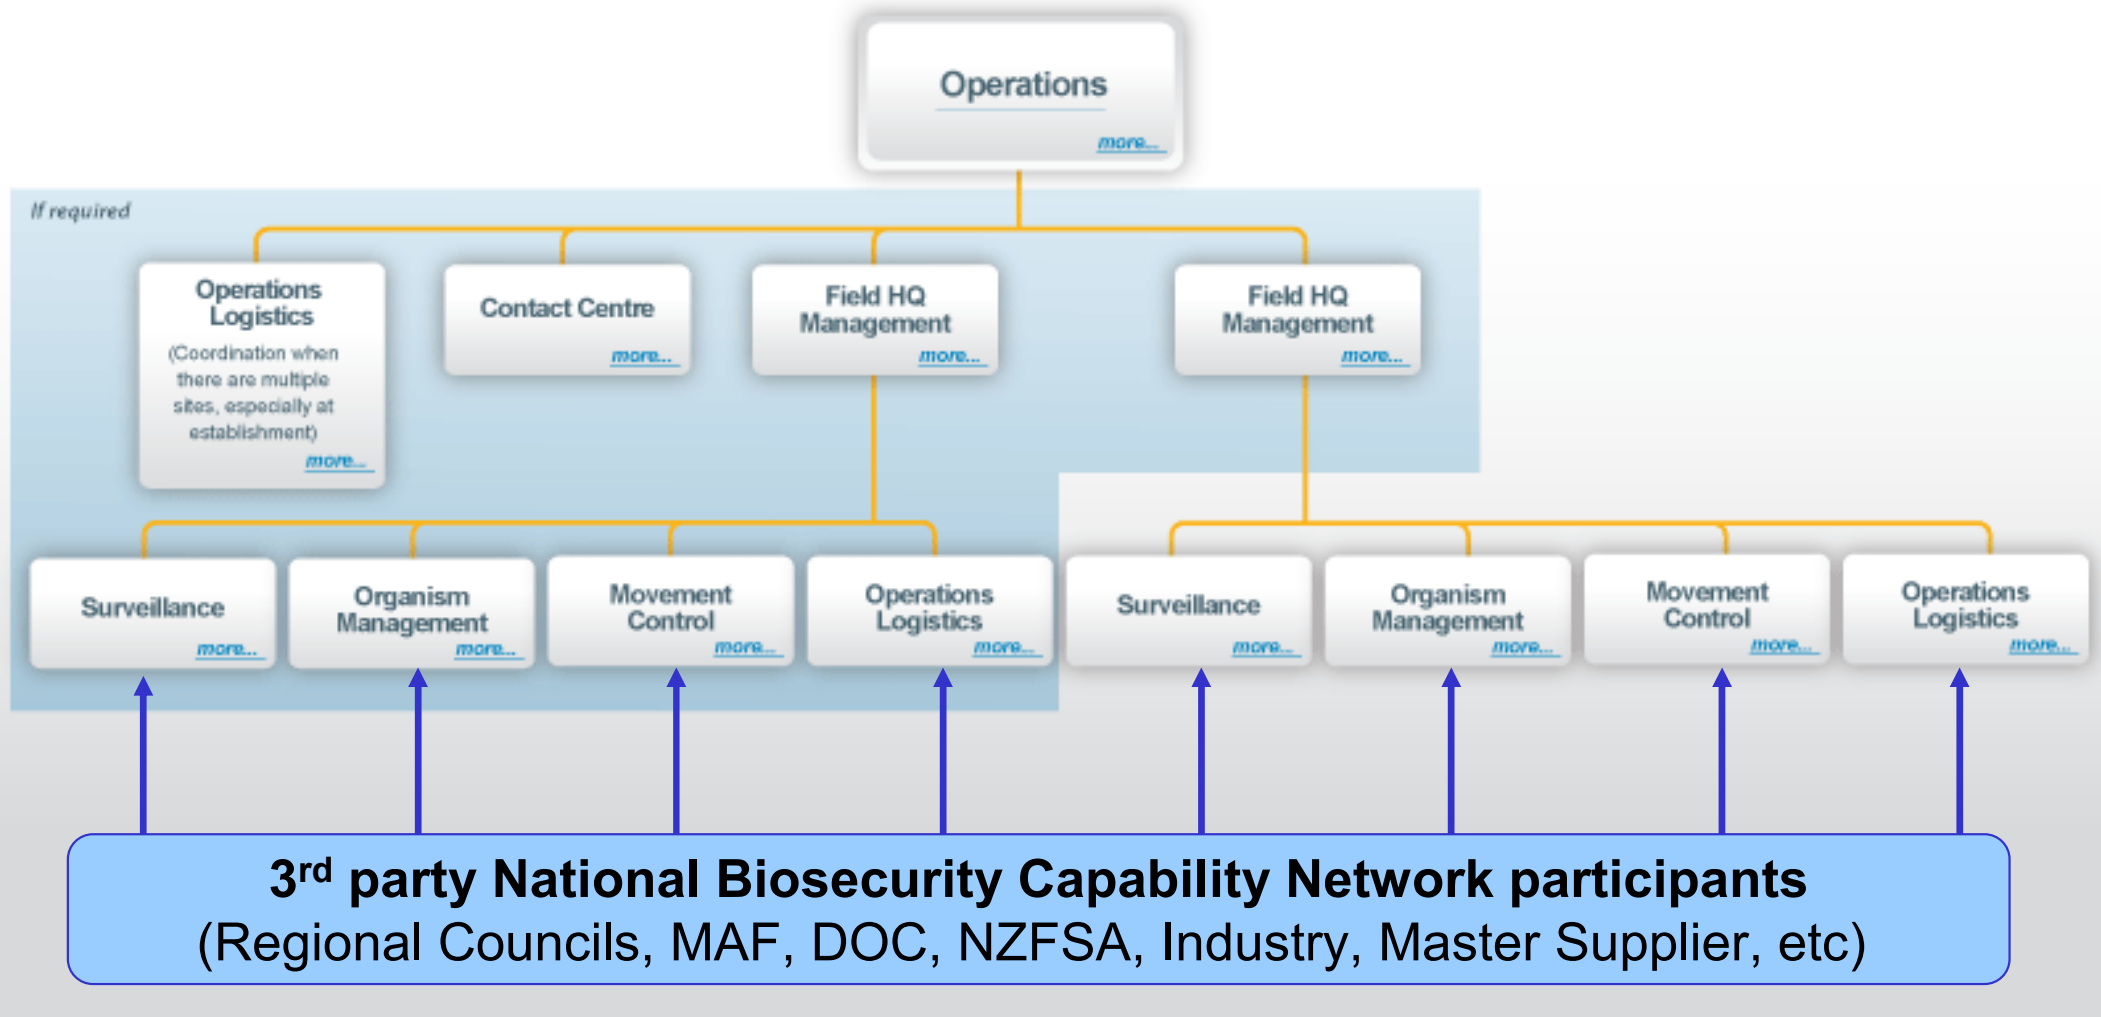 Operations
more...
If required
Operations
Logistics
(Coordination when
there are multiple
sites, especially at
establishment)
more...
Contact Centre
more...
Field HQ
Management
more...
Field HQ
Management
more...
Surveillance
more...
Organism
Management
more...
Movement
Control
more...
Operations
Logistics
more...
Surveillance
more...
Organism
Management
more...
Movement
Control
more...
Operations
Logistics
more...
3rd party National Biosecurity Capability Network participants
(Regional Councils, MAF, DOC, NZFSA, Industry, Master Supplier, etc)